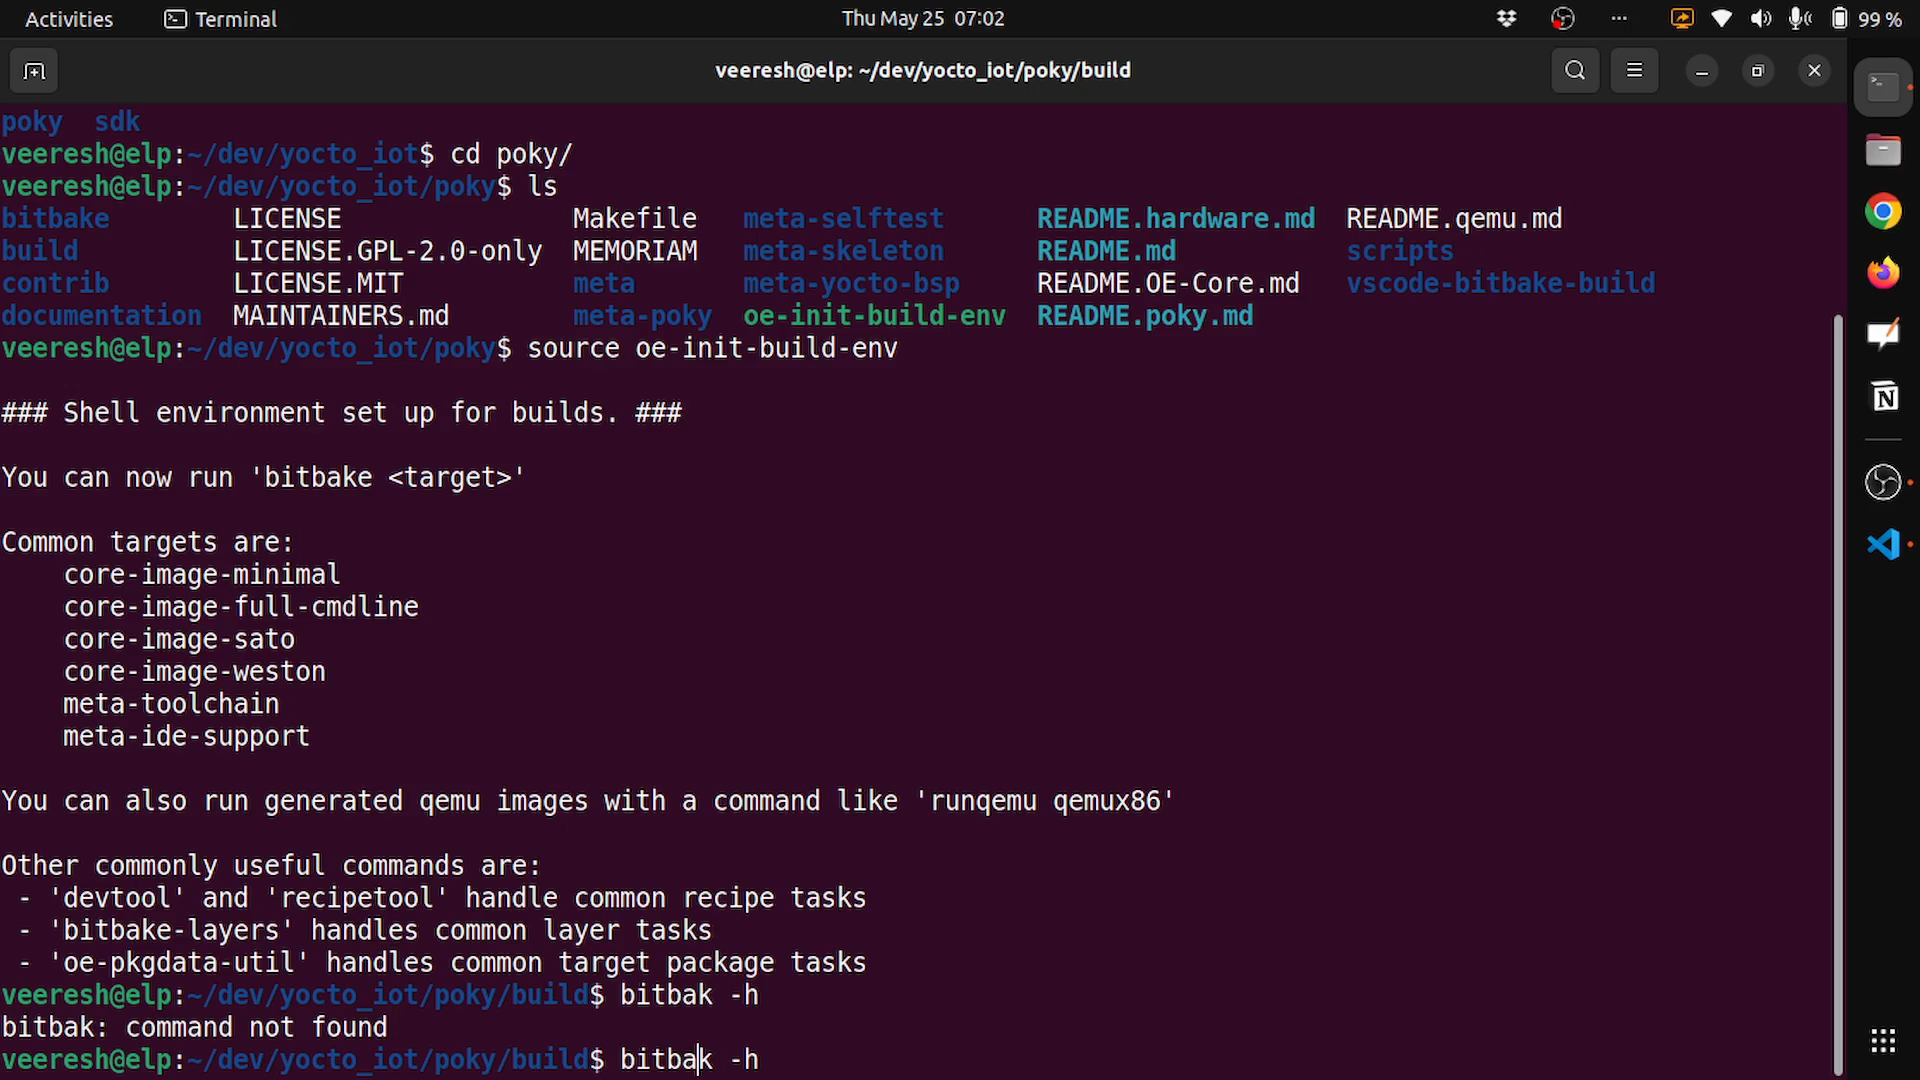 Activities Terminal Thu May 25 07:02 99 %
veeresh@elp: ~/dev/yocto_iot/poky/build
poky sdk
veeresh@elp:~/dev/yocto_iot$ cd poky/
veeresh@elp:~/dev/yocto_iot/poky$ ls
bitbake LICENSE Makefile meta-selftest README.hardware.md README.qemu.md
build LICENSE.GPL-2.0-only MEMORIAM meta-skeleton README.md scripts
contrib LICENSE.MIT meta meta-yocto-bsp README.OE-Core.md vscode-bitbake-build
documentation MAINTAINERS.md meta-poky oe-init-build-env README.poky.md
veeresh@elp:~/dev/yocto_iot/poky$ source oe-init-build-env
### Shell environment set up for builds. ###
You can now run 'bitbake <target>'
Common targets are:
core-image-minimal
core-image-full-cmdline
core-image-sato
core-image-weston
meta-toolchain
meta-ide-support
You can also run generated qemu images with a command like 'runqemu qemux86'
Other commonly useful commands are:
- 'devtool' and 'recipetool' handle common recipe tasks
- 'bitbake-layers' handles common layer tasks
- 'oe-pkgdata-util' handles common target package tasks
veeresh@elp:~/dev/yocto_iot/poky/build$ bitbak -h
bitbak: command not found
veeresh@elp:~/dev/yocto_iot/poky/build$ bitbak -h